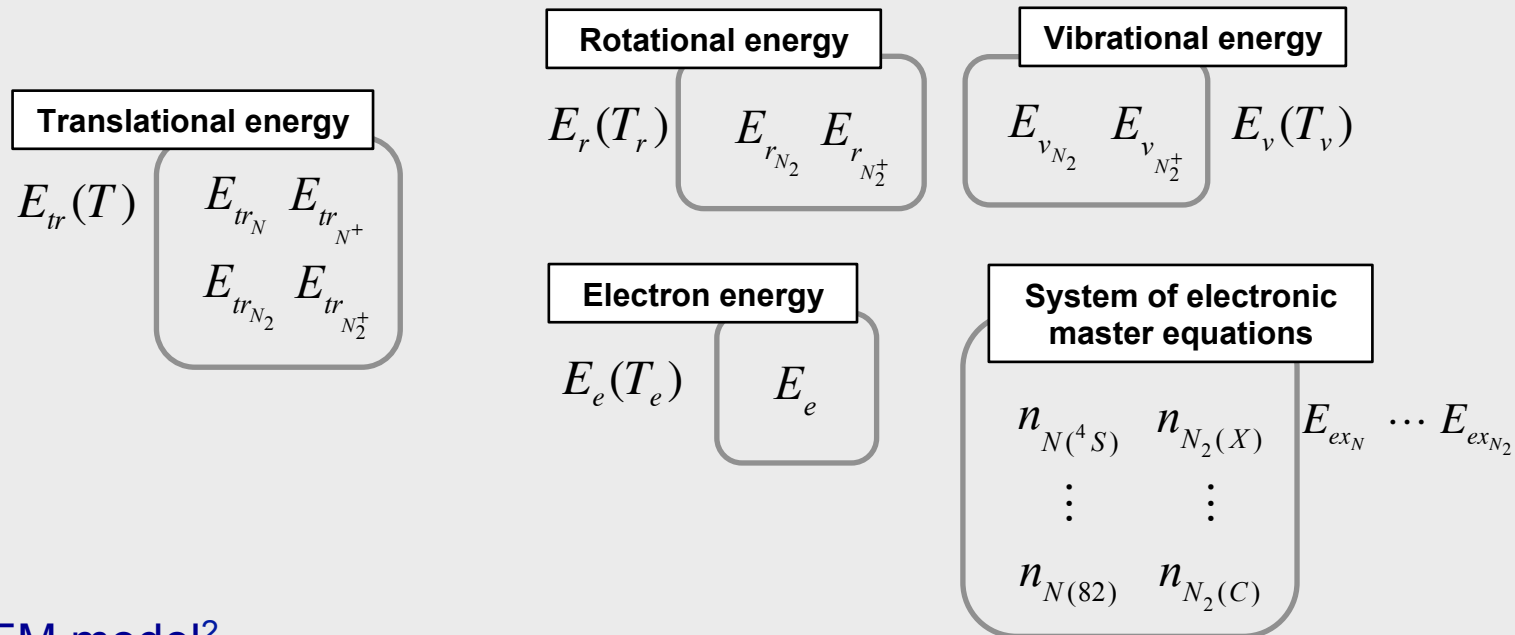 Translational energy
E_{tr}(T)
E_{tr_N} E_{tr_{N^+}}
E_{tr_{N_2}} E_{tr_{N_2^+}}
Rotational energy
E_r(T_r) E_{r_{N_2}} E_{r_{N_2^+}}
Vibrational energy
E_{v_{N_2}} E_{v_{N_2^+}} E_v(T_v)
Electron energy
E_e(T_e) E_e
System of electronic
master equations
n_{N(^4S)} n_{N_2(X)} E_{ex_N} ⋯ E_{ex_{N_2}}
⋮ ⋮
n_{N(82)} n_{N_2(C)}